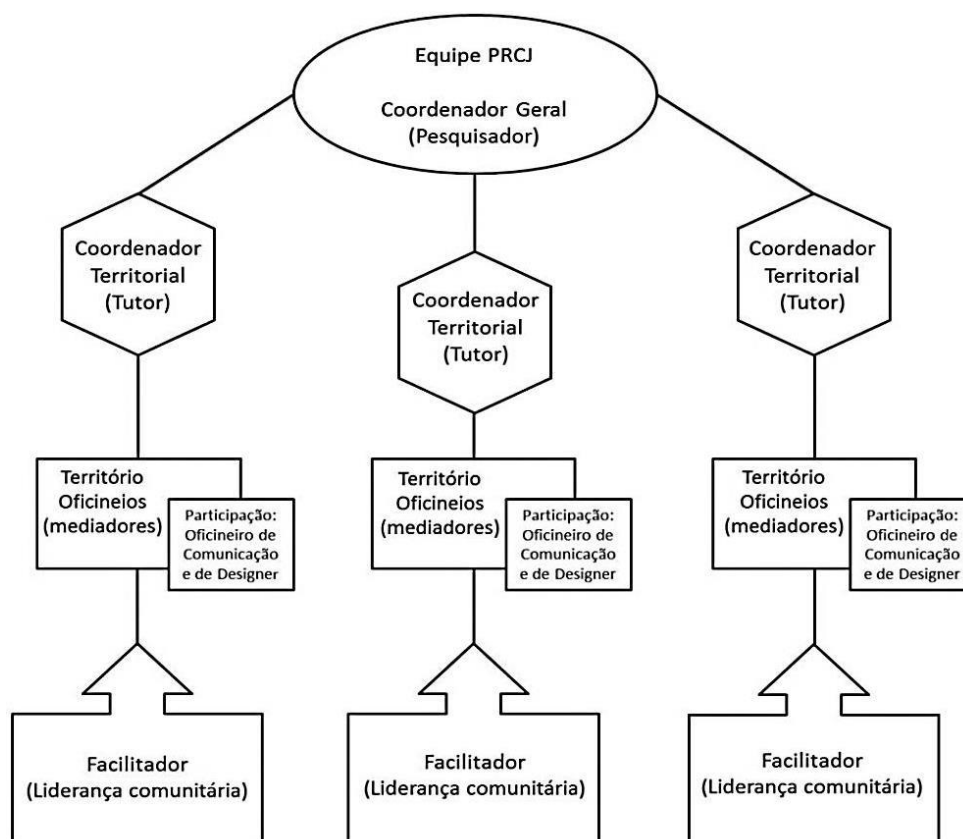 Equipe PRCJ
Coordenador Geral
(Pesquisador)
Coordenador
Territorial
(Tutor)
Coordenador
Territorial
(Tutor)
Coordenador
Territorial
(Tutor)
Território
Oficineios
(mediadores)
Participação:
Oficineiro de
Comunicação
e de Designer
Território
Oficineios
(mediadores)
Participação:
Oficineiro de
Comunicação
e de Designer
Território
Oficineios
(mediadores)
Participação:
Oficineiro de
Comunicação
e de Designer
Facilitador
(Liderança comunitária)
Facilitador
(Liderança comunitária)
Facilitador
(Liderança comunitária)